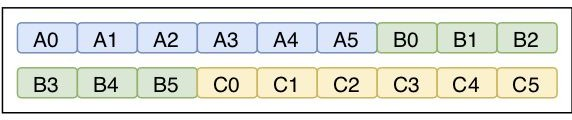 A0 A1 A2 A3 A4 A5 B0 B1 B2
B3 B4 B5 C0 C1 C2 C3 C4 C5